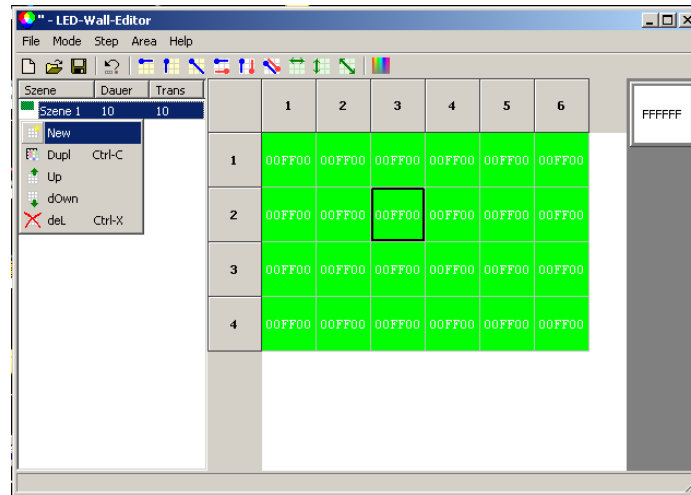 " - LED-Wall-Editor
File Mode Step Area Help
Szene Dauer Trans
Szene 1 10 10
New
Dupl Ctrl-C
Up
dOwn
deL Ctrl-X
1 2 3 4 5 6
1 00FF00 00FF00 00FF00 00FF00 00FF00 00FF00
2 00FF00 00FF00 00FF00 00FF00 00FF00 00FF00
3 00FF00 00FF00 00FF00 00FF00 00FF00 00FF00
4 00FF00 00FF00 00FF00 00FF00 00FF00 00FF00
FFFFFF